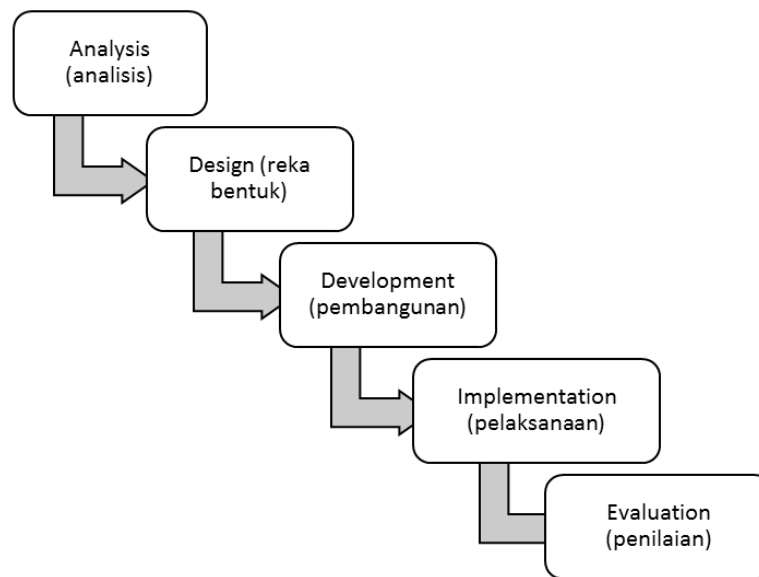 Analysis
(analisis)
Design (reka
bentuk)
Development
(pembangunan)
Implementation
(pelaksanaan)
Evaluation
(penilaian)